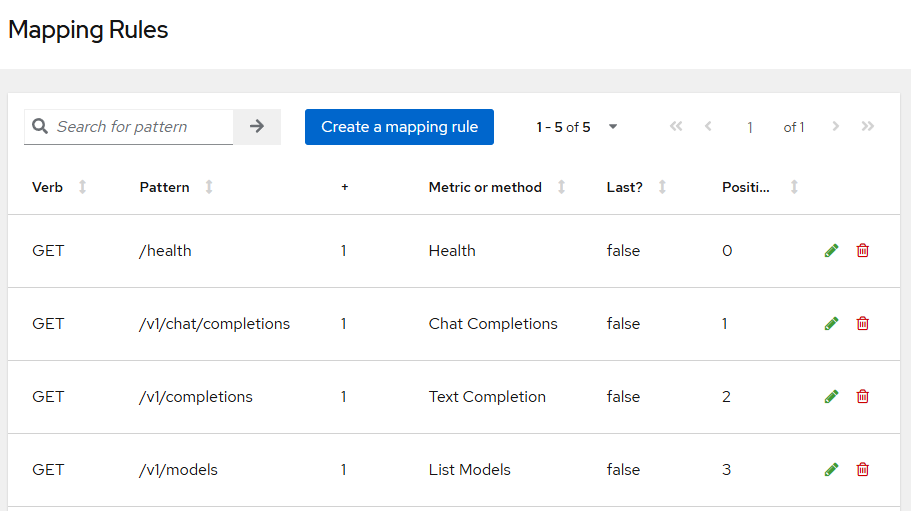 Mapping Rules
Search for pattern Create a mapping rule 1 - 5 of 5 1 of 1
Verb Pattern + Metric or method Last? Positi...
GET /health 1 Health false 0
GET /v1/chat/completions 1 Chat Completions false 1
GET /v1/completions 1 Text Completion false 2
GET /v1/models 1 List Models false 3